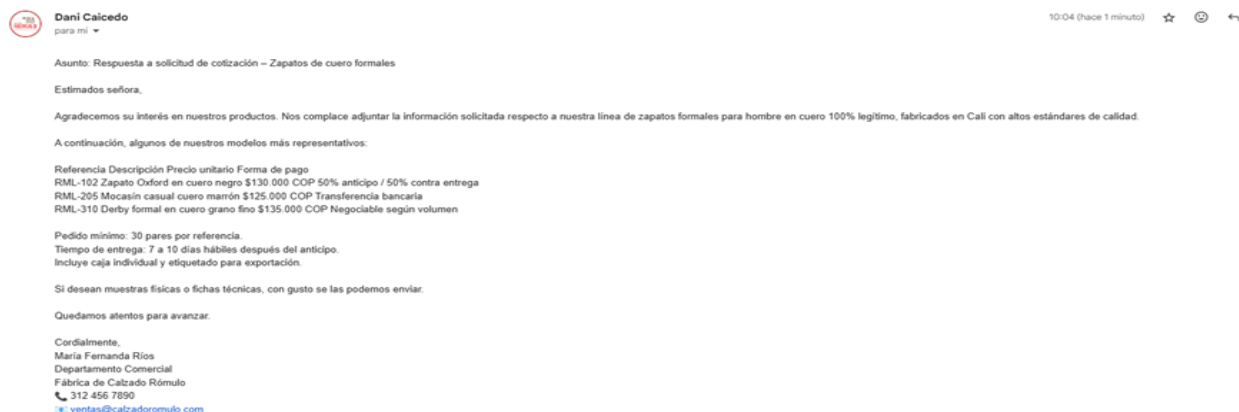 Dani Caicedo
10:04 (hace 1 minuto)
para mí
Asunto: Respuesta a solicitud de cotización – Zapatos de cuero formales
Estimados señora,
Agradecemos su interés en nuestros productos. Nos complace adjuntar la información solicitada respecto a nuestra línea de zapatos formales para hombre en cuero 100% legítimo, fabricados en Cali con altos estándares de calidad.
A continuación, algunos de nuestros modelos más representativos:
Referencia Descripción Precio unitario Forma de pago
RML-102 Zapato Oxford en cuero negro $130.000 COP 50% anticipo / 50% contra entrega
RML-205 Mocasín casual cuero marrón $125.000 COP Transferencia bancaria
RML-310 Derby formal en cuero grano fino $135.000 COP Negociable según volumen
Pedido mínimo: 30 pares por referencia.
Tiempo de entrega: 7 a 10 días hábiles después del anticipo.
Incluye caja individual y etiquetado para exportación.
Si desean muestras físicas o fichas técnicas, con gusto se las podemos enviar.
Quedamos atentos para avanzar.
Cordialmente,
María Fernanda Ríos
Departamento Comercial
Fábrica de Calzado Rómulo
312 456 7890
ventas@calzadoromulo.com